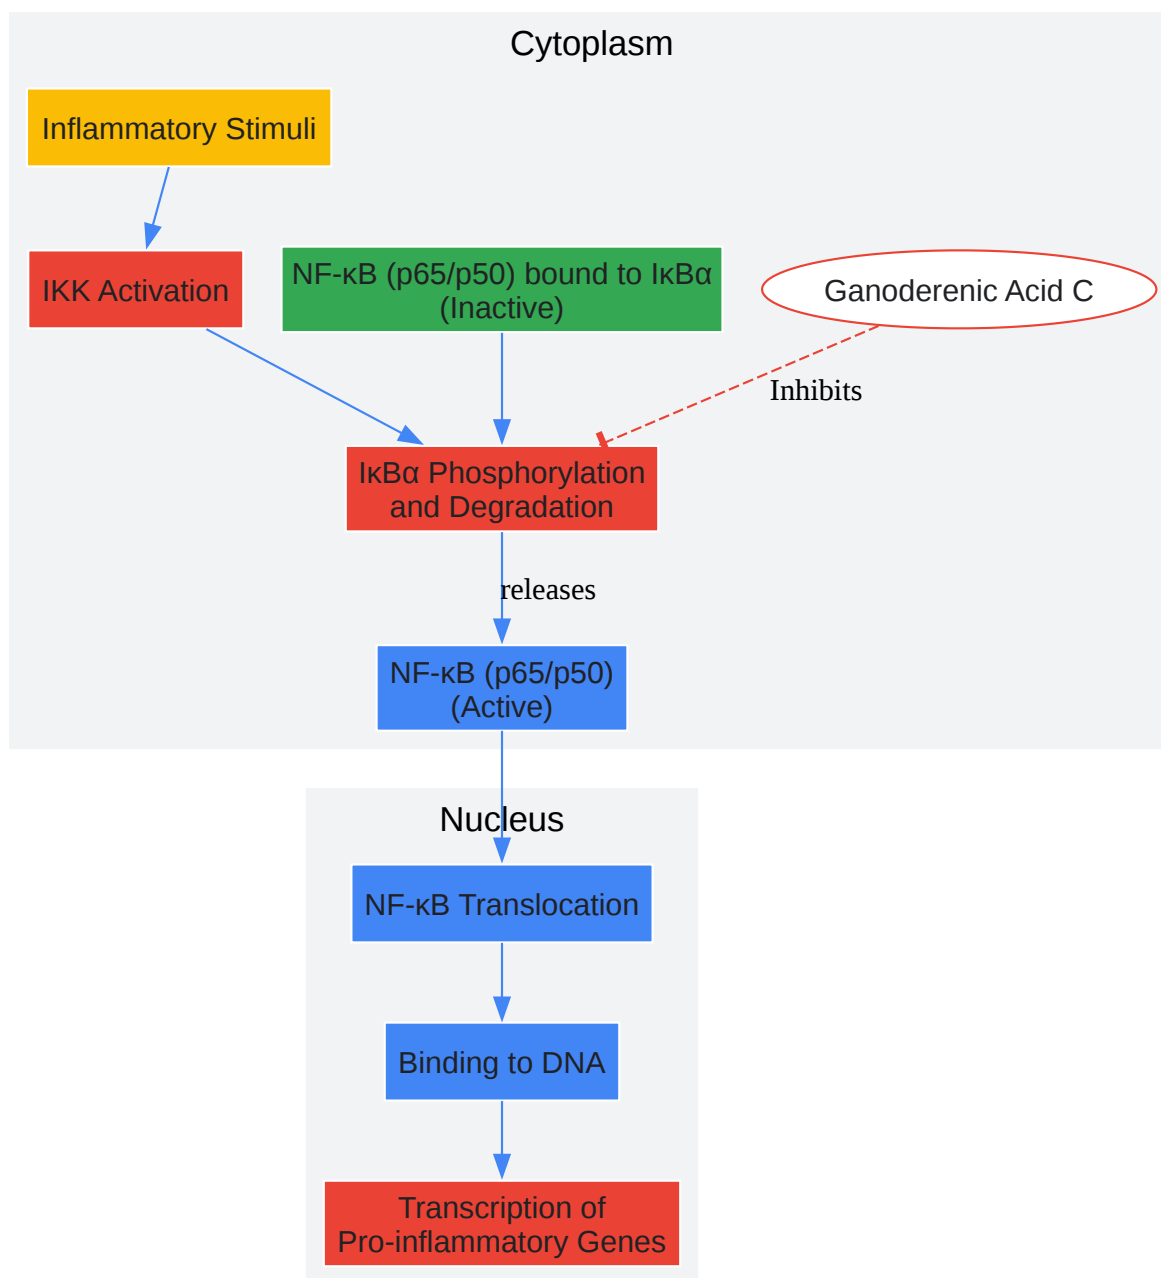 Cytoplasm
Inflammatory Stimuli
IKK Activation
NF-κB (p65/p50) bound to IκBα
(Inactive)
Ganoderenic Acid C
Inhibits
IκBα Phosphorylation
and Degradation
releases
NF-κB (p65/p50)
(Active)
Nucleus
NF-κB Translocation
Binding to DNA
Transcription of
Pro-inflammatory Genes